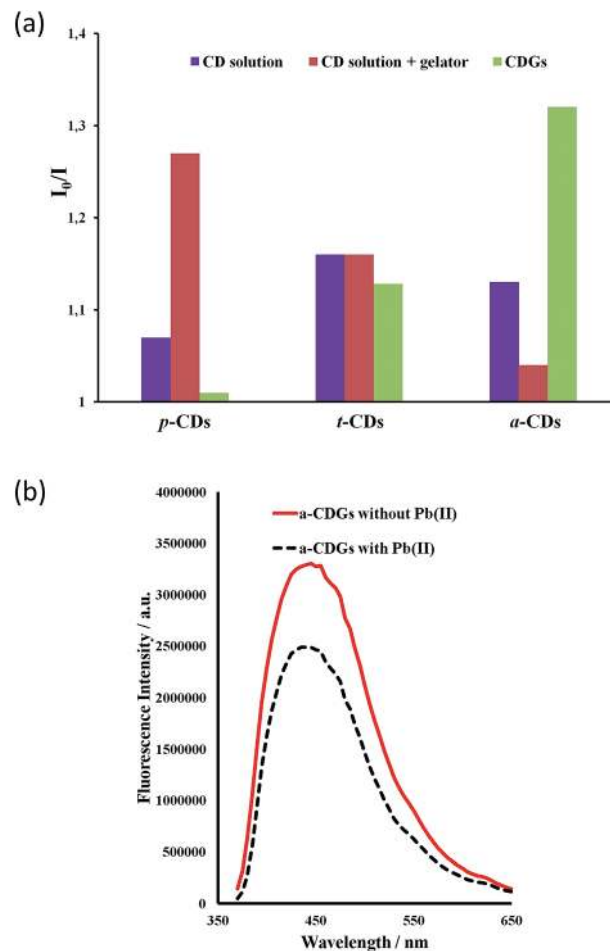 (a)
1,4
CD solution CD solution + gelator CDGs
1,3
I0/I
1,2
1,1
1
p-CDs t-CDs a-CDs
(b)
4000000
a-CDGs without Pb(II)
3500000
a-CDGs with Pb(II)
3000000
2500000
2000000
1500000
1000000
500000
0
Fluorescence Intensity / a.u.
350 450 550 650
Wavelength / nm